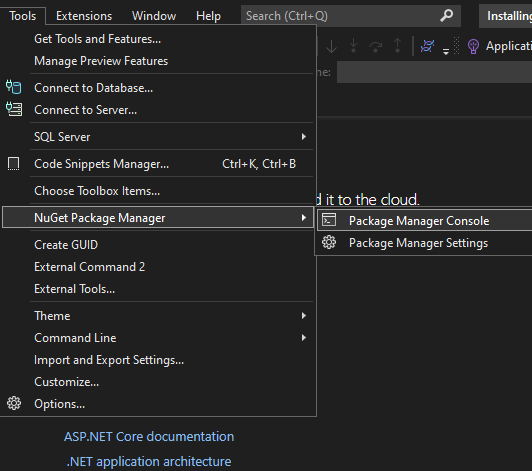 Tools Extensions Window Help Search (Ctrl+Q) Installing
Get Tools and Features...
Manage Preview Features
Applicati
me:
Connect to Database...
Connect to Server...
SQL Server
Code Snippets Manager... Ctrl+K, Ctrl+B
Choose Toolbox Items...
d it to the cloud.
NuGet Package Manager
Package Manager Console
Package Manager Settings
Create GUID
External Command 2
External Tools...
Theme
Command Line
Import and Export Settings...
Customize...
Options...
ASP.NET Core documentation
.NET application architecture